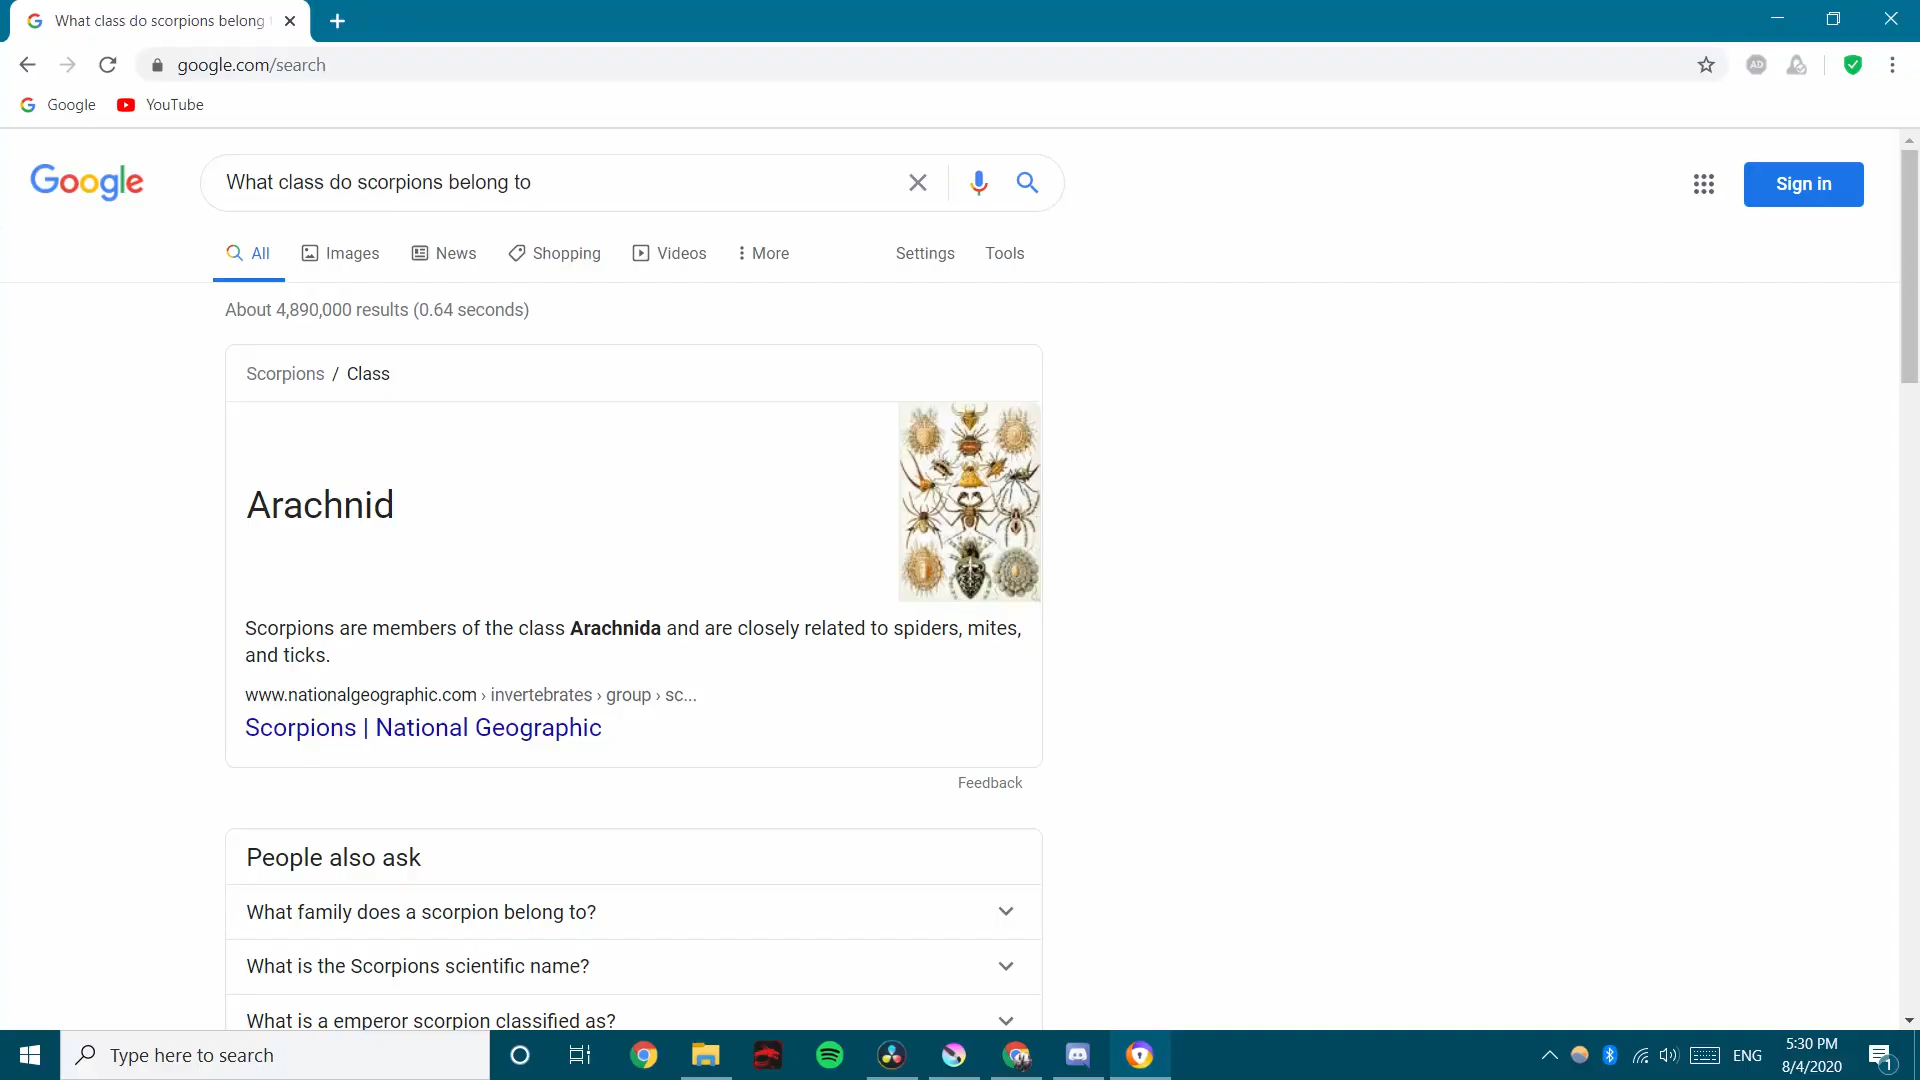 What class do scorpions belong
google.com/search
Google YouTube
Google
What class do scorpions belong to
Sign in
All Images News Shopping Videos More Settings Tools
About 4,890,000 results (0.64 seconds)
Scorpions / Class
Arachnid
Scorpions are members of the class Arachnida and are closely related to spiders, mites,
and ticks.
www.nationalgeographic.com › invertebrates › group › sc...
Scorpions | National Geographic
Feedback
People also ask
What family does a scorpion belong to?
What is the Scorpions scientific name?
What is a emperor scorpion classified as?
Type here to search
ENG
5:30 PM
8/4/2020
1